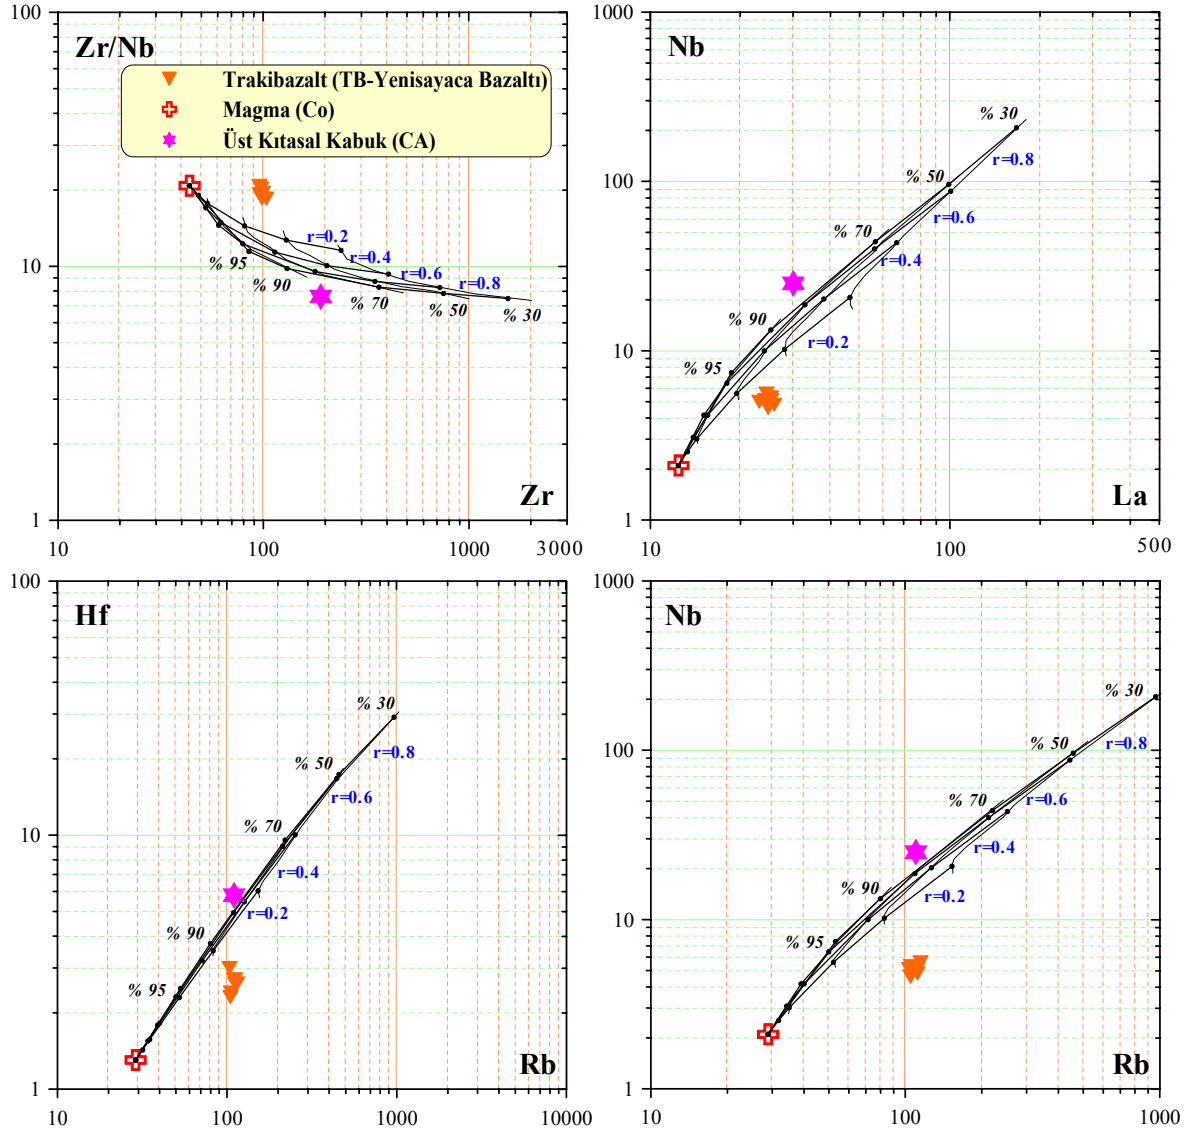 100
Zr/Nb
Trakibazalt (TB-Yenisayaca Bazaltı)
Magma (Co)
Üst Kıtasal Kabuk (CA)
r=0.2
r=0.4
r=0.6
r=0.8
% 95
% 90
% 70
% 50
% 30
10
1
Zr
10
100
1000
3000
1000
Nb
% 30
r=0.8
% 50
r=0.6
% 70
r=0.4
% 90
r=0.2
% 95
100
10
1
La
10
100
500
100
Hf
% 30
r=0.8
% 50
r=0.6
% 70
r=0.4
r=0.2
% 90
% 95
10
1
Rb
10
100
1000
10000
1000
Nb
% 30
r=0.8
% 50
r=0.6
% 70
r=0.4
% 90
r=0.2
% 95
100
10
1
Rb
10
100
1000